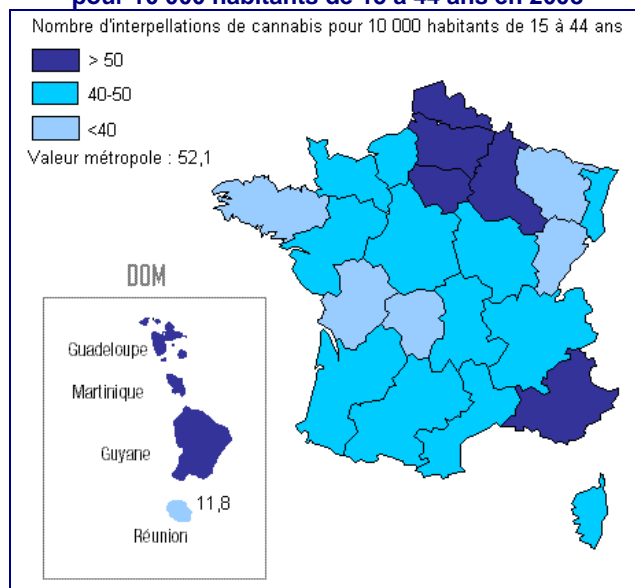 Nombre d'interpellations de cannabis pour 10 000 habitants de 15 à 44 ans
> 50
40-50
<40
Valeur métropole : 52,1
DOM
Guadeloupe
Martinique
Guyane
11,8
Réunion